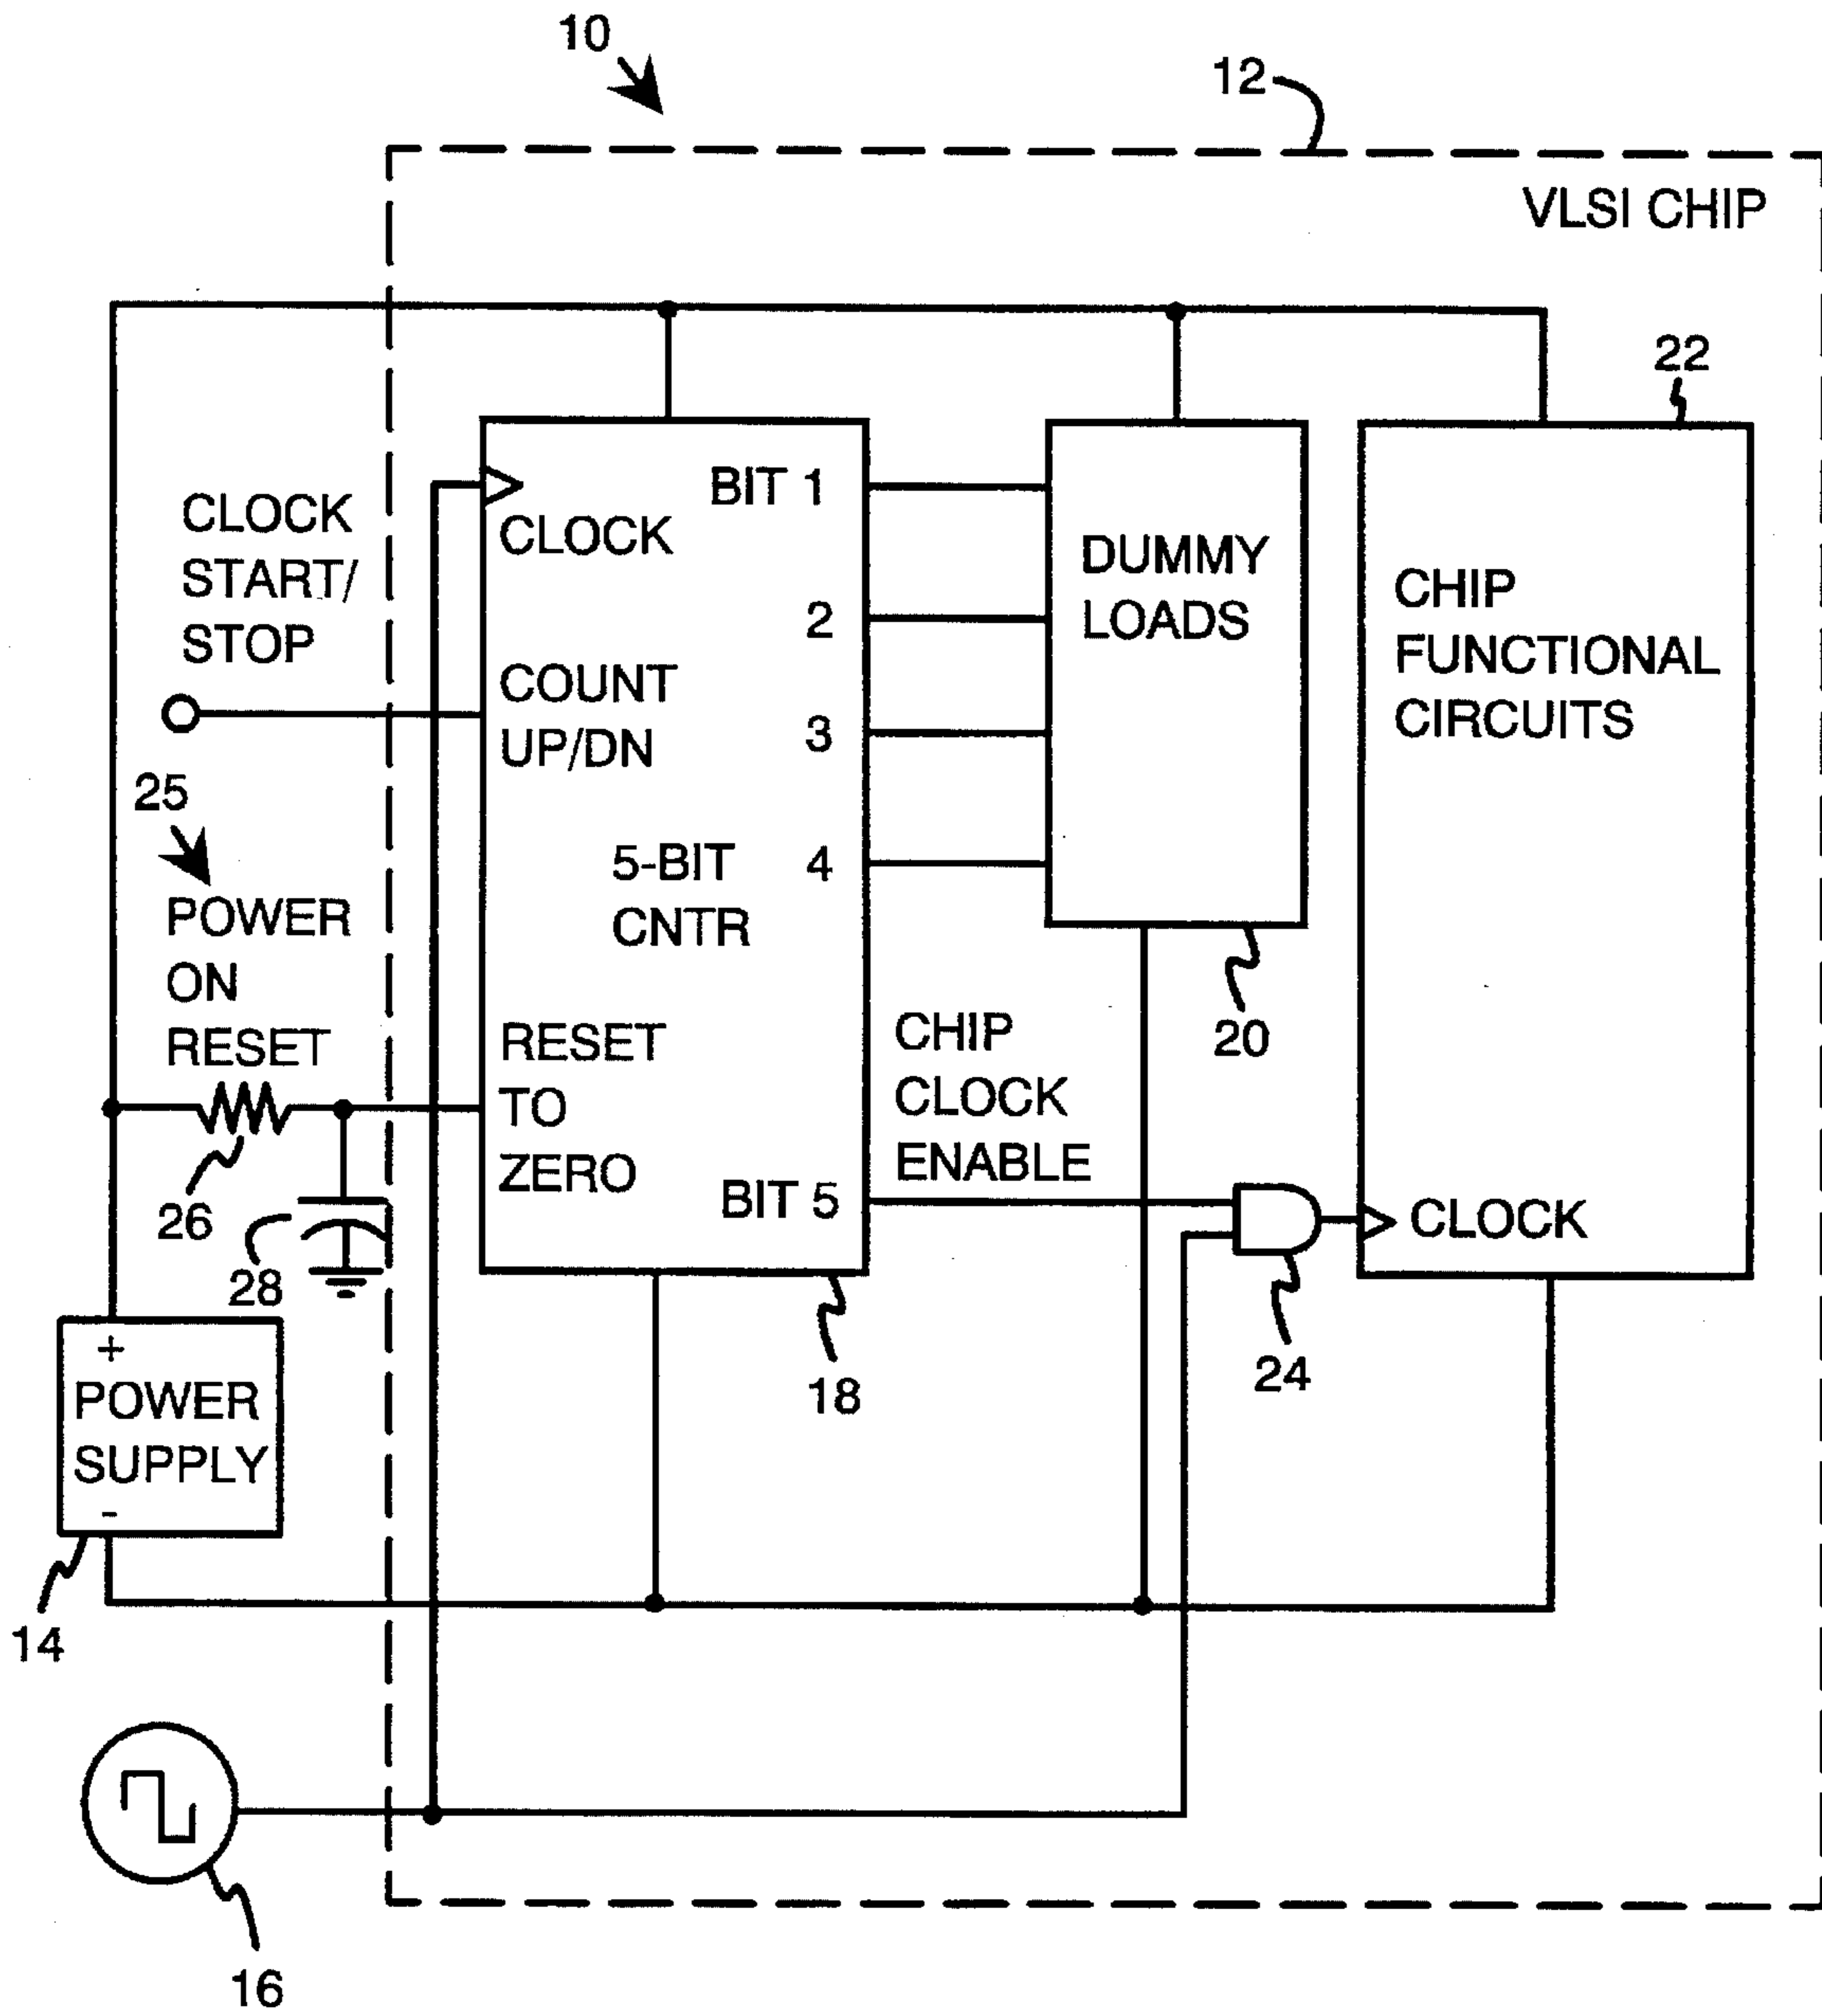 10
12
VLSI CHIP
22
CLOCK
START/
STOP
25
POWER
ON
RESET
26
28
CLOCK
COUNT
UP/DN
5-BIT
CNTR
RESET
TO
ZERO
BIT 1
2
3
4
BIT 5
18
DUMMY
LOADS
20
CHIP
CLOCK
ENABLE
24
CHIP
FUNCTIONAL
CIRCUITS
CLOCK
+
POWER
SUPPLY
-
14
16